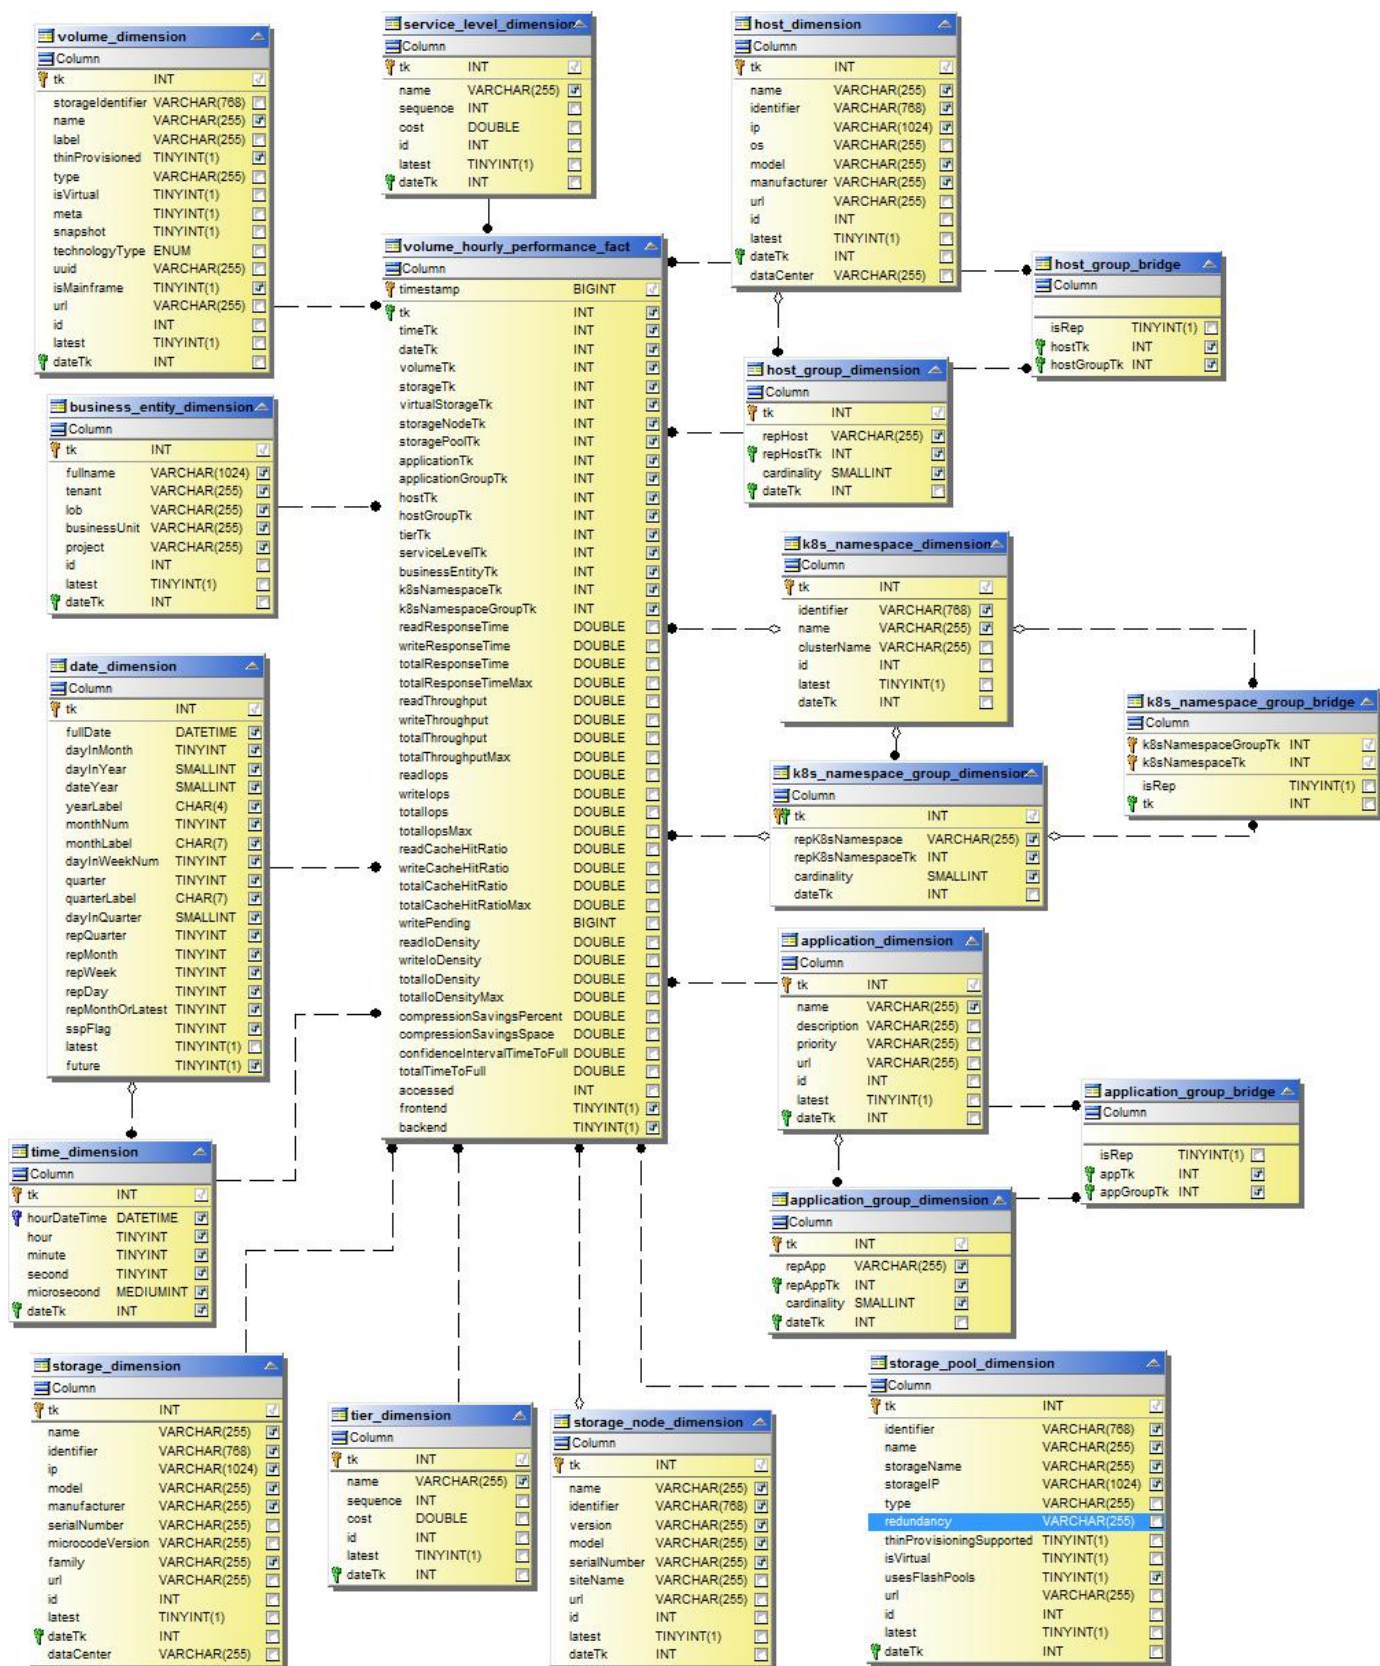 volume_dimension
Column
tk INT
storageIdentifier VARCHAR(768)
name VARCHAR(255)
label VARCHAR(255)
thinProvisioned TINYINT(1)
type VARCHAR(255)
isVirtual TINYINT(1)
meta TINYINT(1)
snapshot TINYINT(1)
technologyType ENUM
uuid VARCHAR(255)
isMainframe TINYINT(1)
url VARCHAR(255)
id INT
latest TINYINT(1)
dateTk INT
service_level_dimension
Column
tk INT
name VARCHAR(255)
sequence INT
cost DOUBLE
id INT
latest TINYINT(1)
dateTk INT
host_dimension
Column
tk INT
name VARCHAR(255)
identifier VARCHAR(768)
ip VARCHAR(1024)
os VARCHAR(255)
model VARCHAR(255)
manufacturer VARCHAR(255)
url VARCHAR(255)
id INT
latest TINYINT(1)
dateTk INT
dataCenter VARCHAR(255)
host_group_bridge
Column
isRep TINYINT(1)
hostTk INT
hostGroupTk INT
volume_hourly_performance_fact
Column
timestamp BIGINT
tk INT
timeTk INT
dateTk INT
volumeTk INT
storageTk INT
virtualStorageTk INT
storageNodeTk INT
storagePoolTk INT
applicationTk INT
applicationGroupTk INT
hostTk INT
hostGroupTk INT
tierTk INT
serviceLevelTk INT
businessEntityTk INT
k8sNamespaceTk INT
k8sNamespaceGroupTk INT
readResponseTime DOUBLE
writeResponseTime DOUBLE
totalResponseTime DOUBLE
totalResponseTimeMax DOUBLE
readThroughput DOUBLE
writeThroughput DOUBLE
totalThroughput DOUBLE
totalThroughputMax DOUBLE
readIops DOUBLE
writeIops DOUBLE
totalIops DOUBLE
totalIopsMax DOUBLE
readCacheHitRatio DOUBLE
writeCacheHitRatio DOUBLE
totalCacheHitRatio DOUBLE
totalCacheHitRatioMax DOUBLE
writePending BIGINT
readIoDensity DOUBLE
writeIoDensity DOUBLE
totalIoDensity DOUBLE
totalIoDensityMax DOUBLE
compressionSavingsPercent DOUBLE
compressionSavingsSpace DOUBLE
confidenceIntervalTimeToFull DOUBLE
totalTimeToFull DOUBLE
accessed INT
frontend TINYINT(1)
backend TINYINT(1)
host_group_dimension
Column
tk INT
repHost VARCHAR(255)
repHostTk INT
cardinality SMALLINT
dateTk INT
business_entity_dimension
Column
tk INT
fullname VARCHAR(1024)
tenant VARCHAR(255)
lob VARCHAR(255)
businessUnit VARCHAR(255)
project VARCHAR(255)
id INT
latest TINYINT(1)
dateTk INT
k8s_namespace_dimension
Column
tk INT
identifier VARCHAR(768)
name VARCHAR(255)
clusterName VARCHAR(255)
id INT
latest TINYINT(1)
dateTk INT
k8s_namespace_group_bridge
Column
k8sNamespaceGroupTk INT
k8sNamespaceTk INT
isRep TINYINT(1)
tk INT
date_dimension
Column
tk INT
fullDate DATETIME
dayInMonth TINYINT
dayInYear SMALLINT
dateYear SMALLINT
yearLabel CHAR(4)
monthNum TINYINT
monthLabel CHAR(7)
dayInWeekNum TINYINT
quarter TINYINT
quarterLabel CHAR(7)
dayInQuarter SMALLINT
repQuarter TINYINT
repMonth TINYINT
repWeek TINYINT
repDay TINYINT
repMonthOrLatest TINYINT
sspFlag TINYINT
latest TINYINT(1)
future TINYINT(1)
k8s_namespace_group_dimension
Column
tk INT
repK8sNamespace VARCHAR(255)
repK8sNamespaceTk INT
cardinality SMALLINT
dateTk INT
application_dimension
Column
tk INT
name VARCHAR(255)
description VARCHAR(255)
priority VARCHAR(255)
url VARCHAR(255)
id INT
latest TINYINT(1)
dateTk INT
application_group_bridge
Column
isRep TINYINT(1)
appTk INT
appGroupTk INT
time_dimension
Column
tk INT
hourDateTime DATETIME
hour TINYINT
minute TINYINT
second TINYINT
microsecond MEDIUMINT
dateTk INT
application_group_dimension
Column
tk INT
repApp VARCHAR(255)
repAppTk INT
cardinality SMALLINT
dateTk INT
storage_dimension
Column
tk INT
name VARCHAR(255)
identifier VARCHAR(768)
ip VARCHAR(1024)
model VARCHAR(255)
manufacturer VARCHAR(255)
serialNumber VARCHAR(255)
microcodeVersion VARCHAR(255)
family VARCHAR(255)
url VARCHAR(255)
id INT
latest TINYINT(1)
dateTk INT
dataCenter VARCHAR(255)
tier_dimension
Column
tk INT
name VARCHAR(255)
sequence INT
cost DOUBLE
id INT
latest TINYINT(1)
dateTk INT
storage_node_dimension
Column
tk INT
name VARCHAR(255)
identifier VARCHAR(768)
version VARCHAR(255)
model VARCHAR(255)
serialNumber VARCHAR(255)
siteName VARCHAR(255)
url VARCHAR(255)
id INT
latest TINYINT(1)
dateTk INT
storage_pool_dimension
Column
tk INT
identifier VARCHAR(768)
name VARCHAR(255)
storageName VARCHAR(255)
storageIP VARCHAR(1024)
type VARCHAR(255)
redundancy VARCHAR(255)
thinProvisioningSupported TINYINT(1)
isVirtual TINYINT(1)
usesFlashPools TINYINT(1)
url VARCHAR(255)
id INT
latest TINYINT(1)
dateTk INT